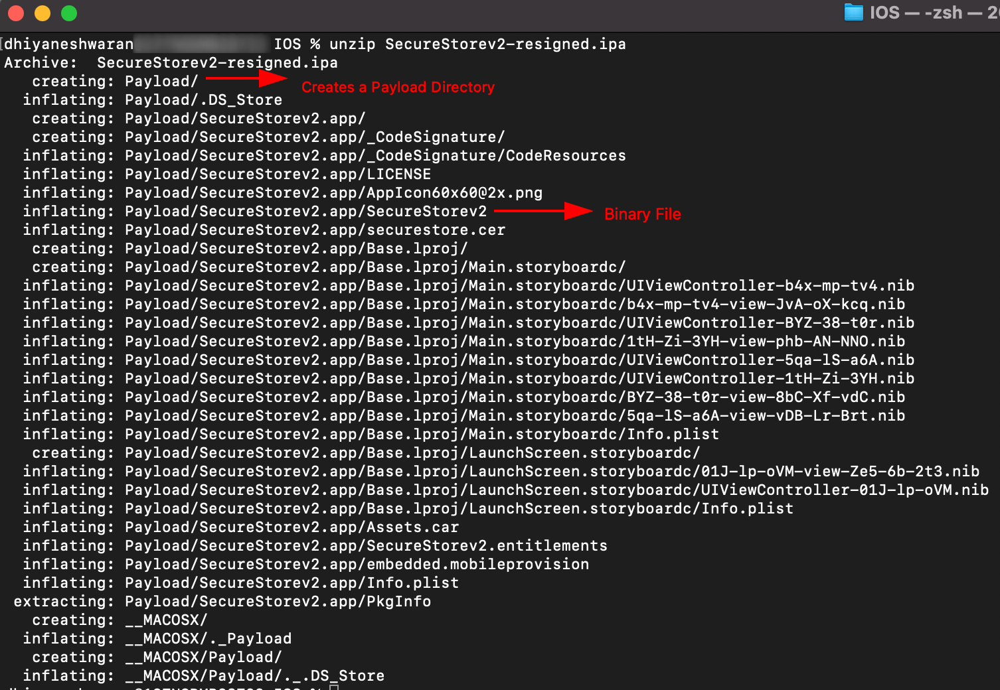 IOS — -zsh — 20
dhiyaneshwaran IOS % unzip SecureStorev2-resigned.ipa
Archive:  SecureStorev2-resigned.ipa
creating: Payload/
Creates a Payload Directory
inflating: Payload/.DS_Store
creating: Payload/SecureStorev2.app/
creating: Payload/SecureStorev2.app/_CodeSignature/
inflating: Payload/SecureStorev2.app/_CodeSignature/CodeResources
inflating: Payload/SecureStorev2.app/LICENSE
inflating: Payload/SecureStorev2.app/AppIcon60x60@2x.png
inflating: Payload/SecureStorev2.app/SecureStorev2
Binary File
inflating: Payload/SecureStorev2.app/securestore.cer
creating: Payload/SecureStorev2.app/Base.lproj/
creating: Payload/SecureStorev2.app/Base.lproj/Main.storyboardc/
inflating: Payload/SecureStorev2.app/Base.lproj/Main.storyboardc/UIViewController-b4x-mp-tv4.nib
inflating: Payload/SecureStorev2.app/Base.lproj/Main.storyboardc/b4x-mp-tv4-view-JvA-oX-kcq.nib
inflating: Payload/SecureStorev2.app/Base.lproj/Main.storyboardc/UIViewController-BYZ-38-t0r.nib
inflating: Payload/SecureStorev2.app/Base.lproj/Main.storyboardc/1tH-Zi-3YH-view-phb-AN-NNO.nib
inflating: Payload/SecureStorev2.app/Base.lproj/Main.storyboardc/UIViewController-5qa-lS-a6A.nib
inflating: Payload/SecureStorev2.app/Base.lproj/Main.storyboardc/UIViewController-1tH-Zi-3YH.nib
inflating: Payload/SecureStorev2.app/Base.lproj/Main.storyboardc/BYZ-38-t0r-view-8bC-Xf-vdC.nib
inflating: Payload/SecureStorev2.app/Base.lproj/Main.storyboardc/5qa-lS-a6A-view-vDB-Lr-Brt.nib
inflating: Payload/SecureStorev2.app/Base.lproj/Main.storyboardc/Info.plist
creating: Payload/SecureStorev2.app/Base.lproj/LaunchScreen.storyboardc/
inflating: Payload/SecureStorev2.app/Base.lproj/LaunchScreen.storyboardc/01J-lp-oVM-view-Ze5-6b-2t3.nib
inflating: Payload/SecureStorev2.app/Base.lproj/LaunchScreen.storyboardc/UIViewController-01J-lp-oVM.nib
inflating: Payload/SecureStorev2.app/Base.lproj/LaunchScreen.storyboardc/Info.plist
inflating: Payload/SecureStorev2.app/Assets.car
inflating: Payload/SecureStorev2.app/SecureStorev2.entitlements
inflating: Payload/SecureStorev2.app/embedded.mobileprovision
inflating: Payload/SecureStorev2.app/Info.plist
extracting: Payload/SecureStorev2.app/PkgInfo
creating: __MACOSX/
inflating: __MACOSX/._Payload
creating: __MACOSX/Payload/
inflating: __MACOSX/Payload/._.DS_Store